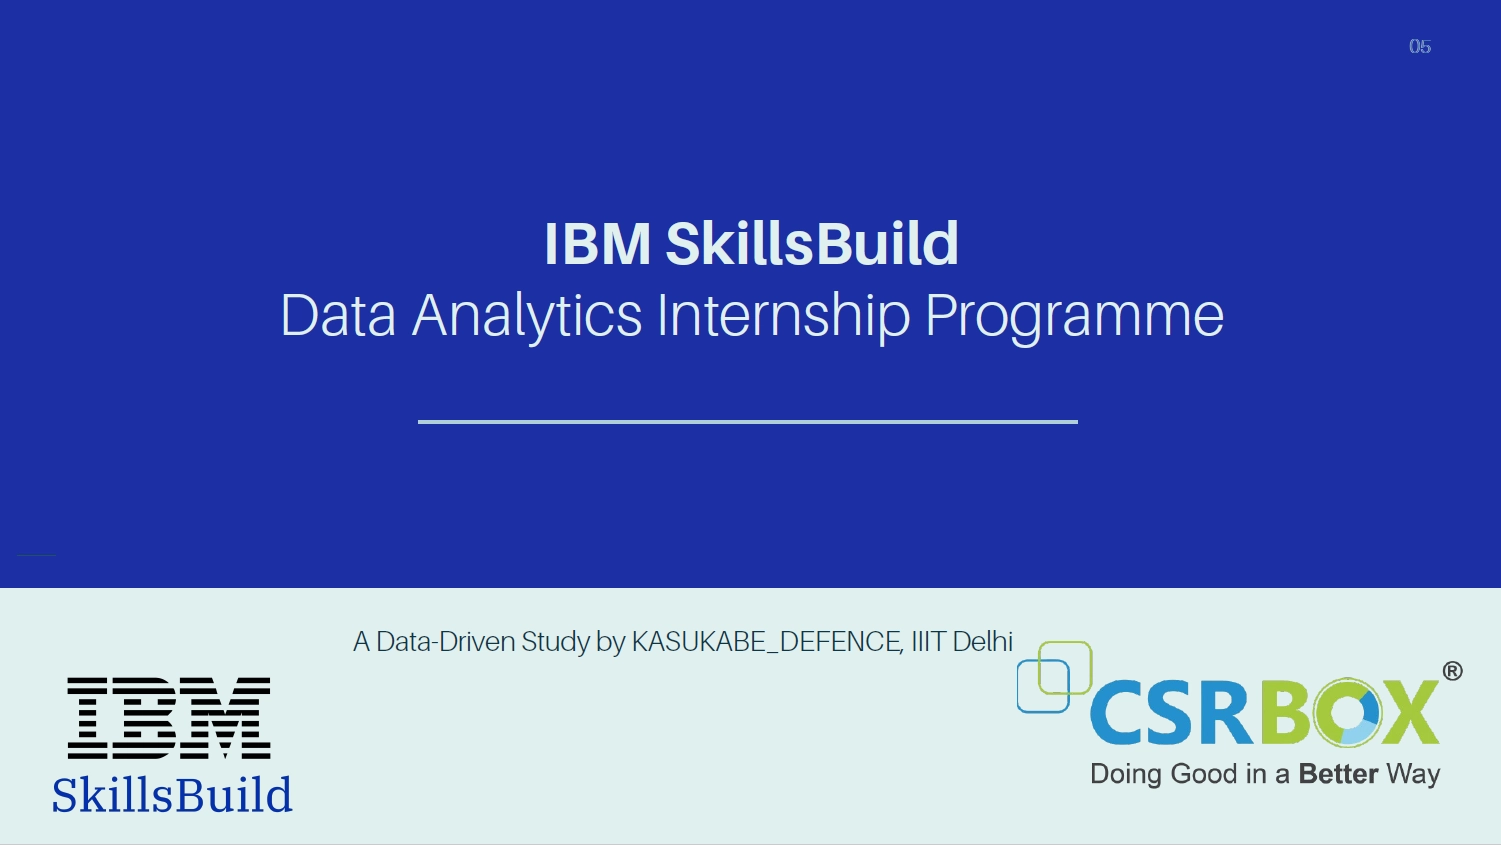 05
IBM SkillsBuild
Data Analytics Internship Programme
A Data-Driven Study by KASUKABE_DEFENCE, IIIT Delhi
IBM
SkillsBuild
CSRBOX®
Doing Good in a Better Way